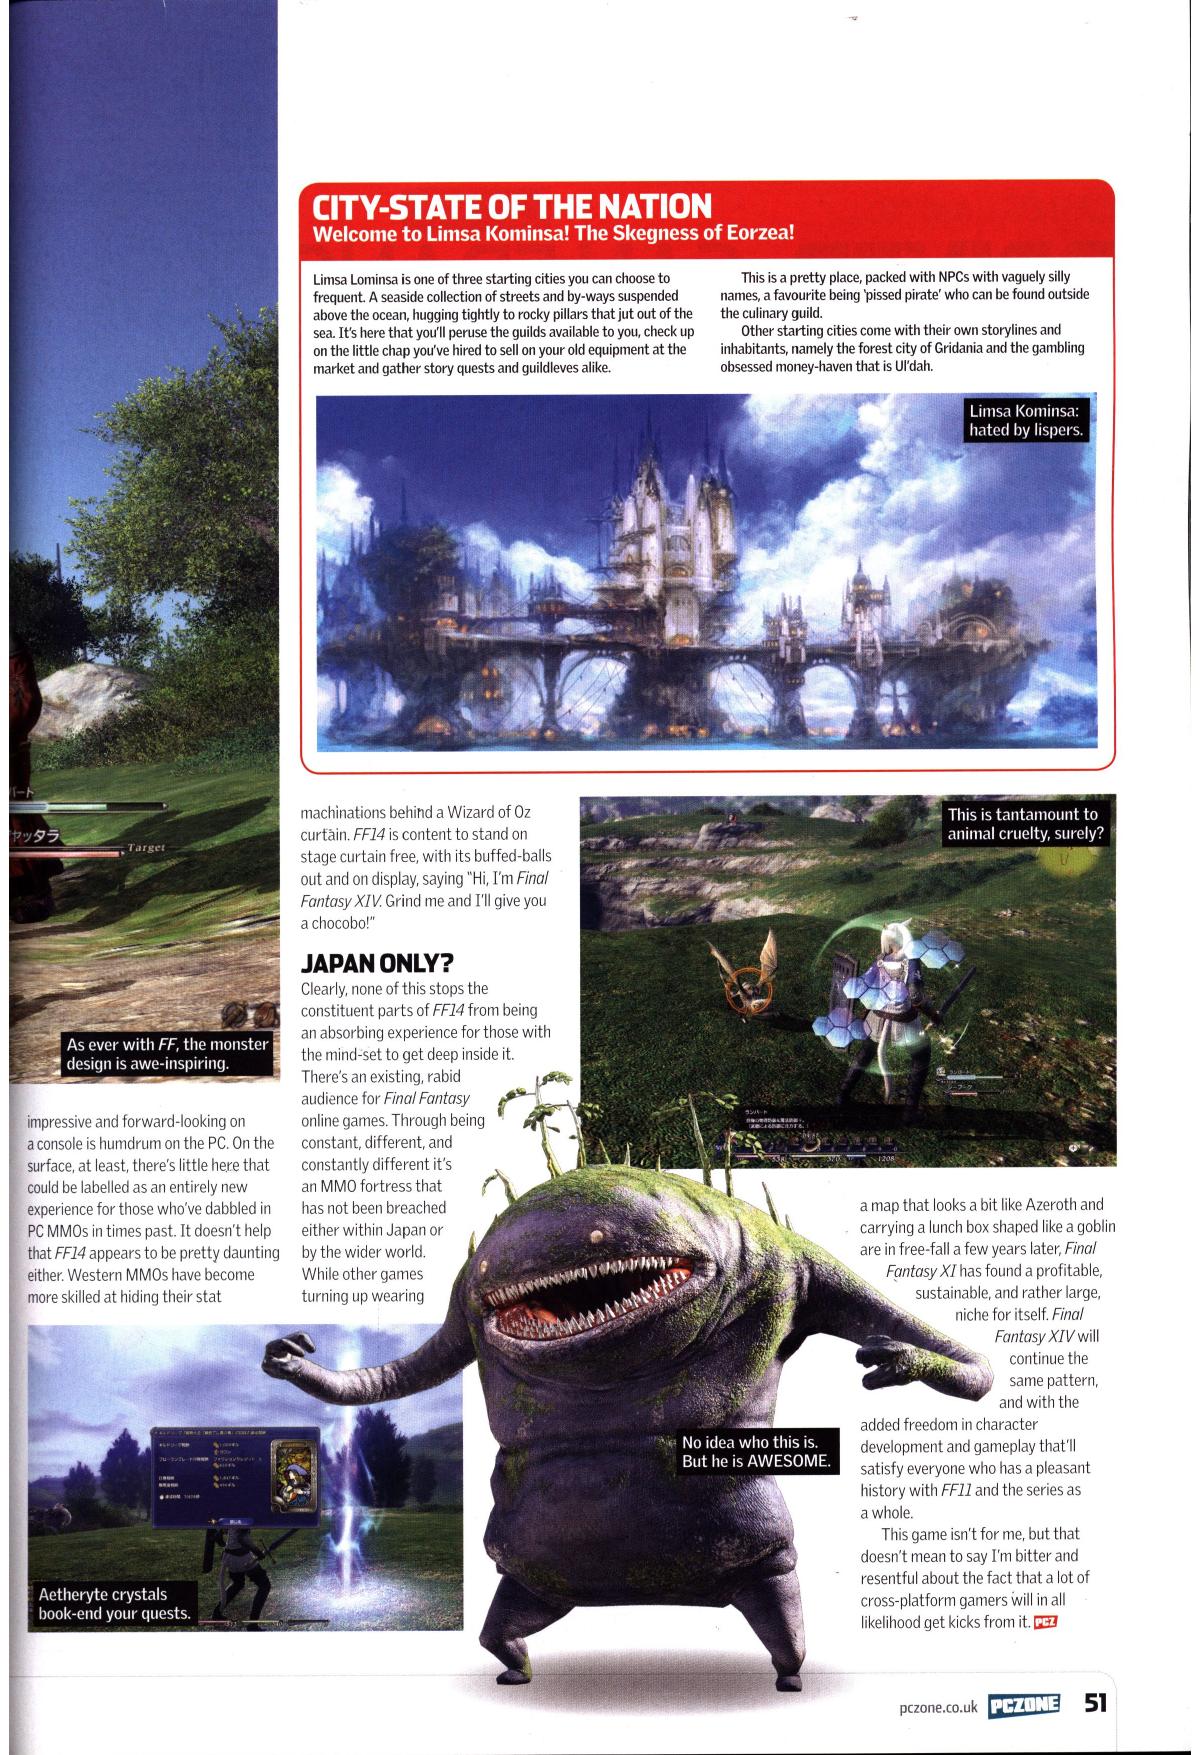 CITY-STATE OF THE NATION
Welcome to Limsa Kominsa! The Skegness of Eorzea!
Limsa Lominsa is one of three starting cities you can choose to
frequent. A seaside collection of streets and by-ways suspended
above the ocean, hugging tightly to rocky pillars that jut out of the
sea. It's here that you'll peruse the guilds available to you, check up
on the little chap you've hired to sell on your old equipment at the
market and gather story quests and guildleves alike.
This is a pretty place, packed with NPCs with vaguely silly
names, a favourite being 'pissed pirate' who can be found outside
the culinary guild.
Other starting cities come with their own storylines and
inhabitants, namely the forest city of Gridania and the gambling
obsessed money-haven that is Ul'dah.
Limsa Kominsa:
hated by lispers.
ャッタラ
Target
As ever with FF, the monster
design is awe-inspiring.
impressive and forward-looking on
a console is humdrum on the PC. On the
surface, at least, there's little here that
could be labelled as an entirely new
experience for those who've dabbled in
PC MMOs in times past. It doesn't help
that FF14 appears to be pretty daunting
either. Western MMOs have become
more skilled at hiding their stat
machinations behind a Wizard of Oz
curtain. FF14 is content to stand on
stage curtain free, with its buffed-balls
out and on display, saying "Hi, I'm Final
Fantasy XIV. Grind me and I'll give you
a chocobo!"
JAPAN ONLY?
Clearly, none of this stops the
constituent parts of FF14 from being
an absorbing experience for those with
the mind-set to get deep inside it.
There's an existing, rabid
audience for Final Fantasy
online games. Through being
constant, different, and
constantly different it's
an MMO fortress that
has not been breached
either within Japan or
by the wider world.
While other games
turning up wearing
This is tantamount to
animal cruelty, surely?
ランパート
1208
a map that looks a bit like Azeroth and
carrying a lunch box shaped like a goblin
are in free-fall a few years later, Final
Fantasy XI has found a profitable,
sustainable, and rather large,
niche for itself. Final
Fantasy XIV will
continue the
same pattern,
and with the
added freedom in character
development and gameplay that'll
satisfy everyone who has a pleasant
history with FF11 and the series as
a whole.
This game isn't for me, but that
doesn't mean to say I'm bitter and
resentful about the fact that a lot of
cross-platform gamers will in all
likelihood get kicks from it. PCZ
No idea who this is.
But he is AWESOME.
Aetheryte crystals
book-end your quests.
pczone.co.uk PCZONE 51